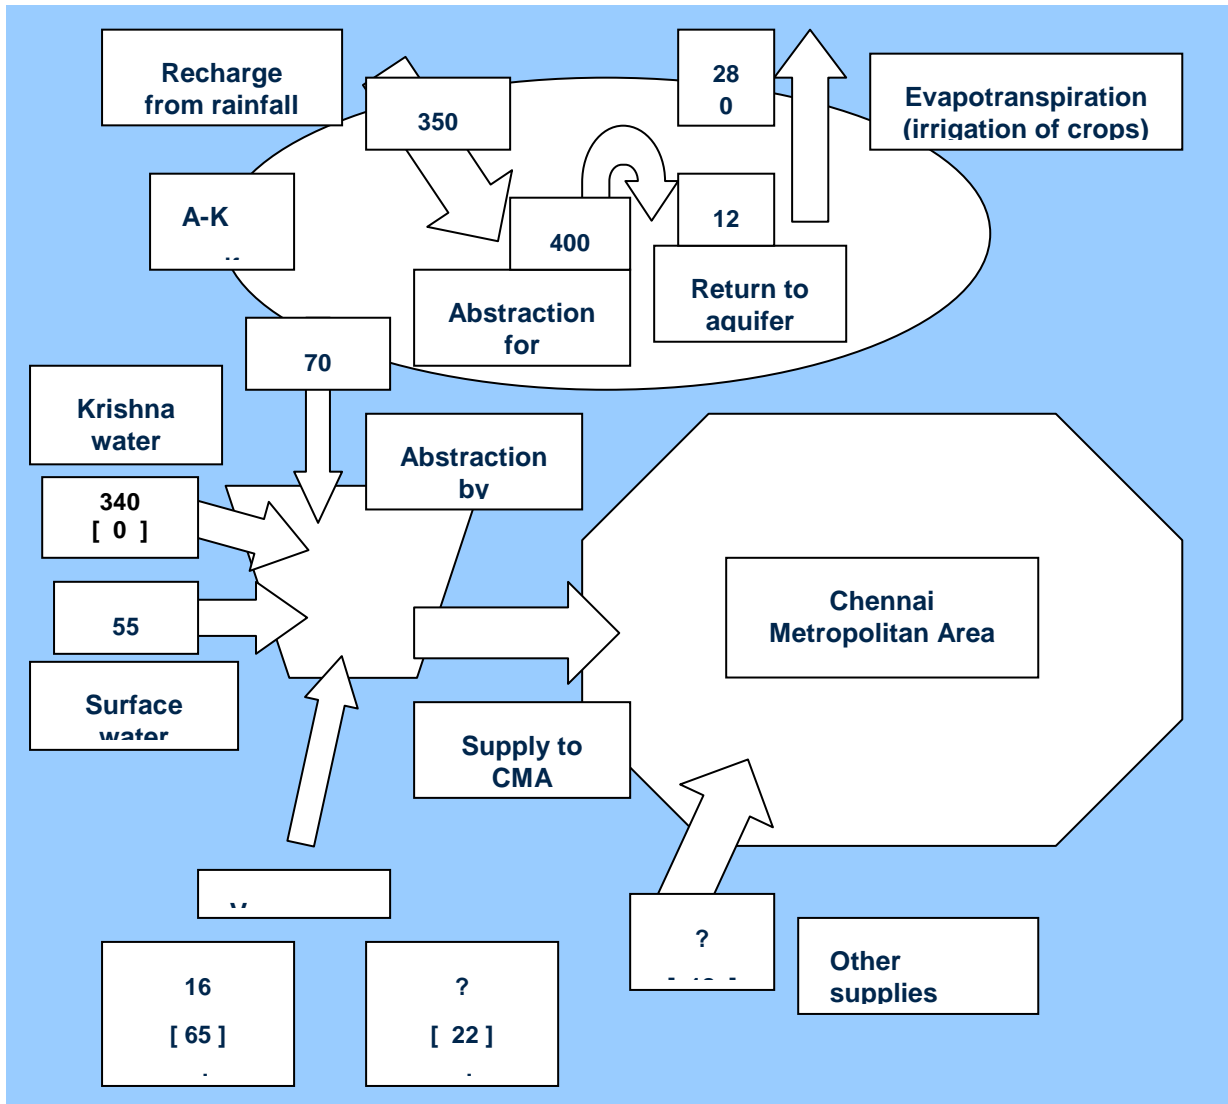 Recharge
from rainfall
350
28
0
Evapotranspiration
(irrigation of crops)
A-K
400
12
Abstraction
for
Return to
aquifer
70
Krishna
water
Abstraction
by
340
[ 0 ]
55
Surface
water
Chennai
Metropolitan Area
Supply to
CMA
?
Other
supplies
16
[ 65 ]
?
[ 22 ]